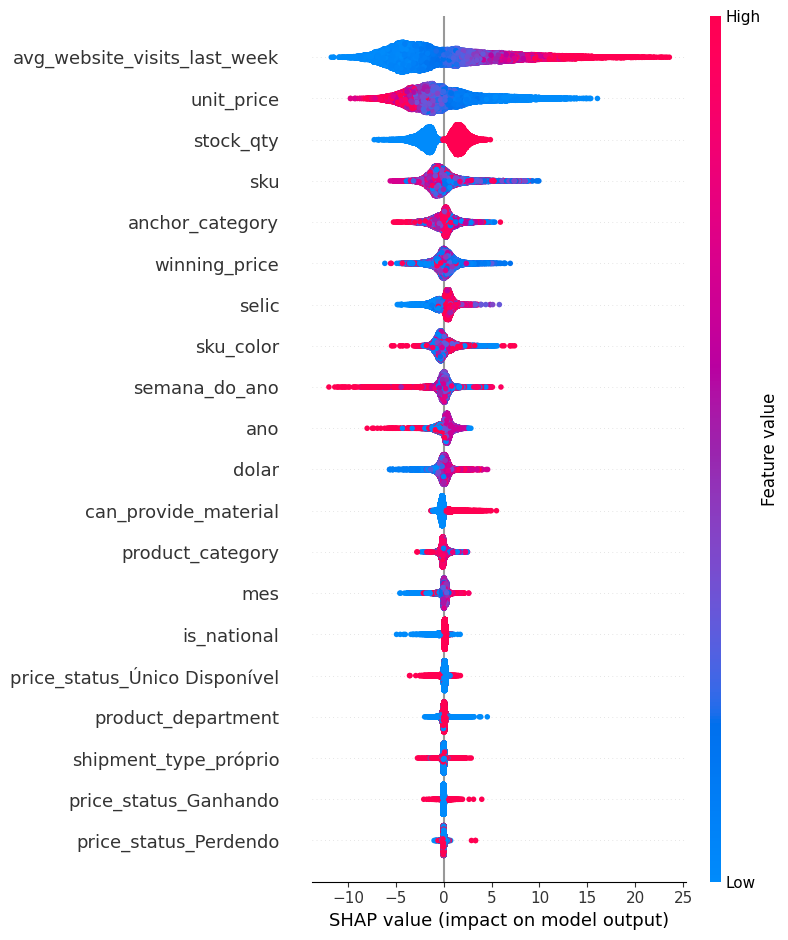 High
avg_website_visits_last_week
unit_price
stock_qty
sku
anchor_category
winning_price
selic
sku_color
semana_do_ano
ano
dolar
can_provide_material
product_category
mes
is_national
price_status_Único Disponível
product_department
shipment_type_próprio
price_status_Ganhando
price_status_Perdendo
Feature value
Low
−10 −5 0 5 10 15 20 25
SHAP value (impact on model output)